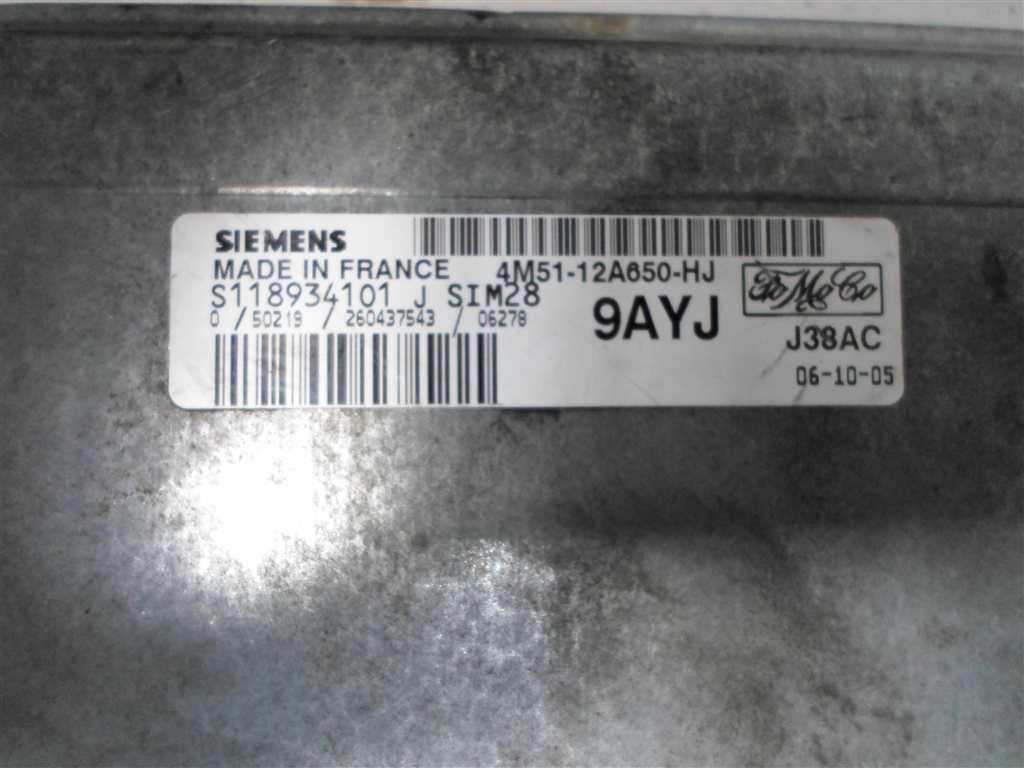 SIEMENS
MADE IN FRANCE 4M51-12A650-HJ
S118934101 J SIM28
0 / 50219 / 260437543 / 06278
9AYJ
FoMoCo
J38AC
06-10-05